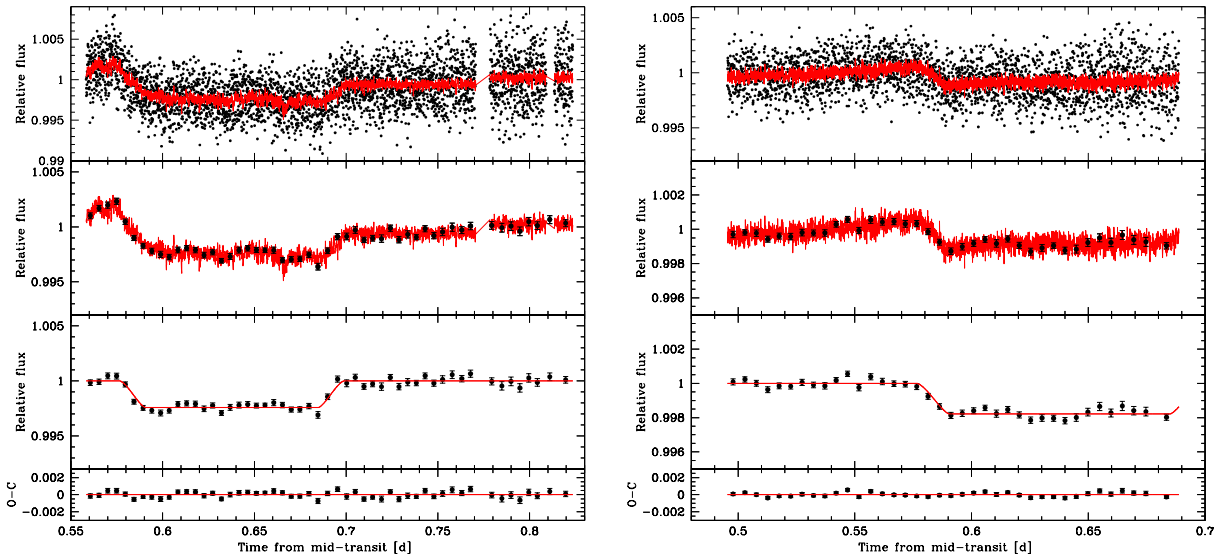 1.005
1
0.995
0.99
Relative flux
1.005
1
0.995
Relative flux
1.005
1
0.995
Relative flux
0.002
0
−0.002
O−C
0.55 0.6 0.65 0.7 0.75 0.8
Time from mid−transit [d]
1.005
1
0.995
Relative flux
1.002
1
0.998
0.996
Relative flux
1.002
1
0.998
0.996
Relative flux
0.002
0
−0.002
O−C
0.5 0.55 0.6 0.65 0.7
Time from mid−transit [d]